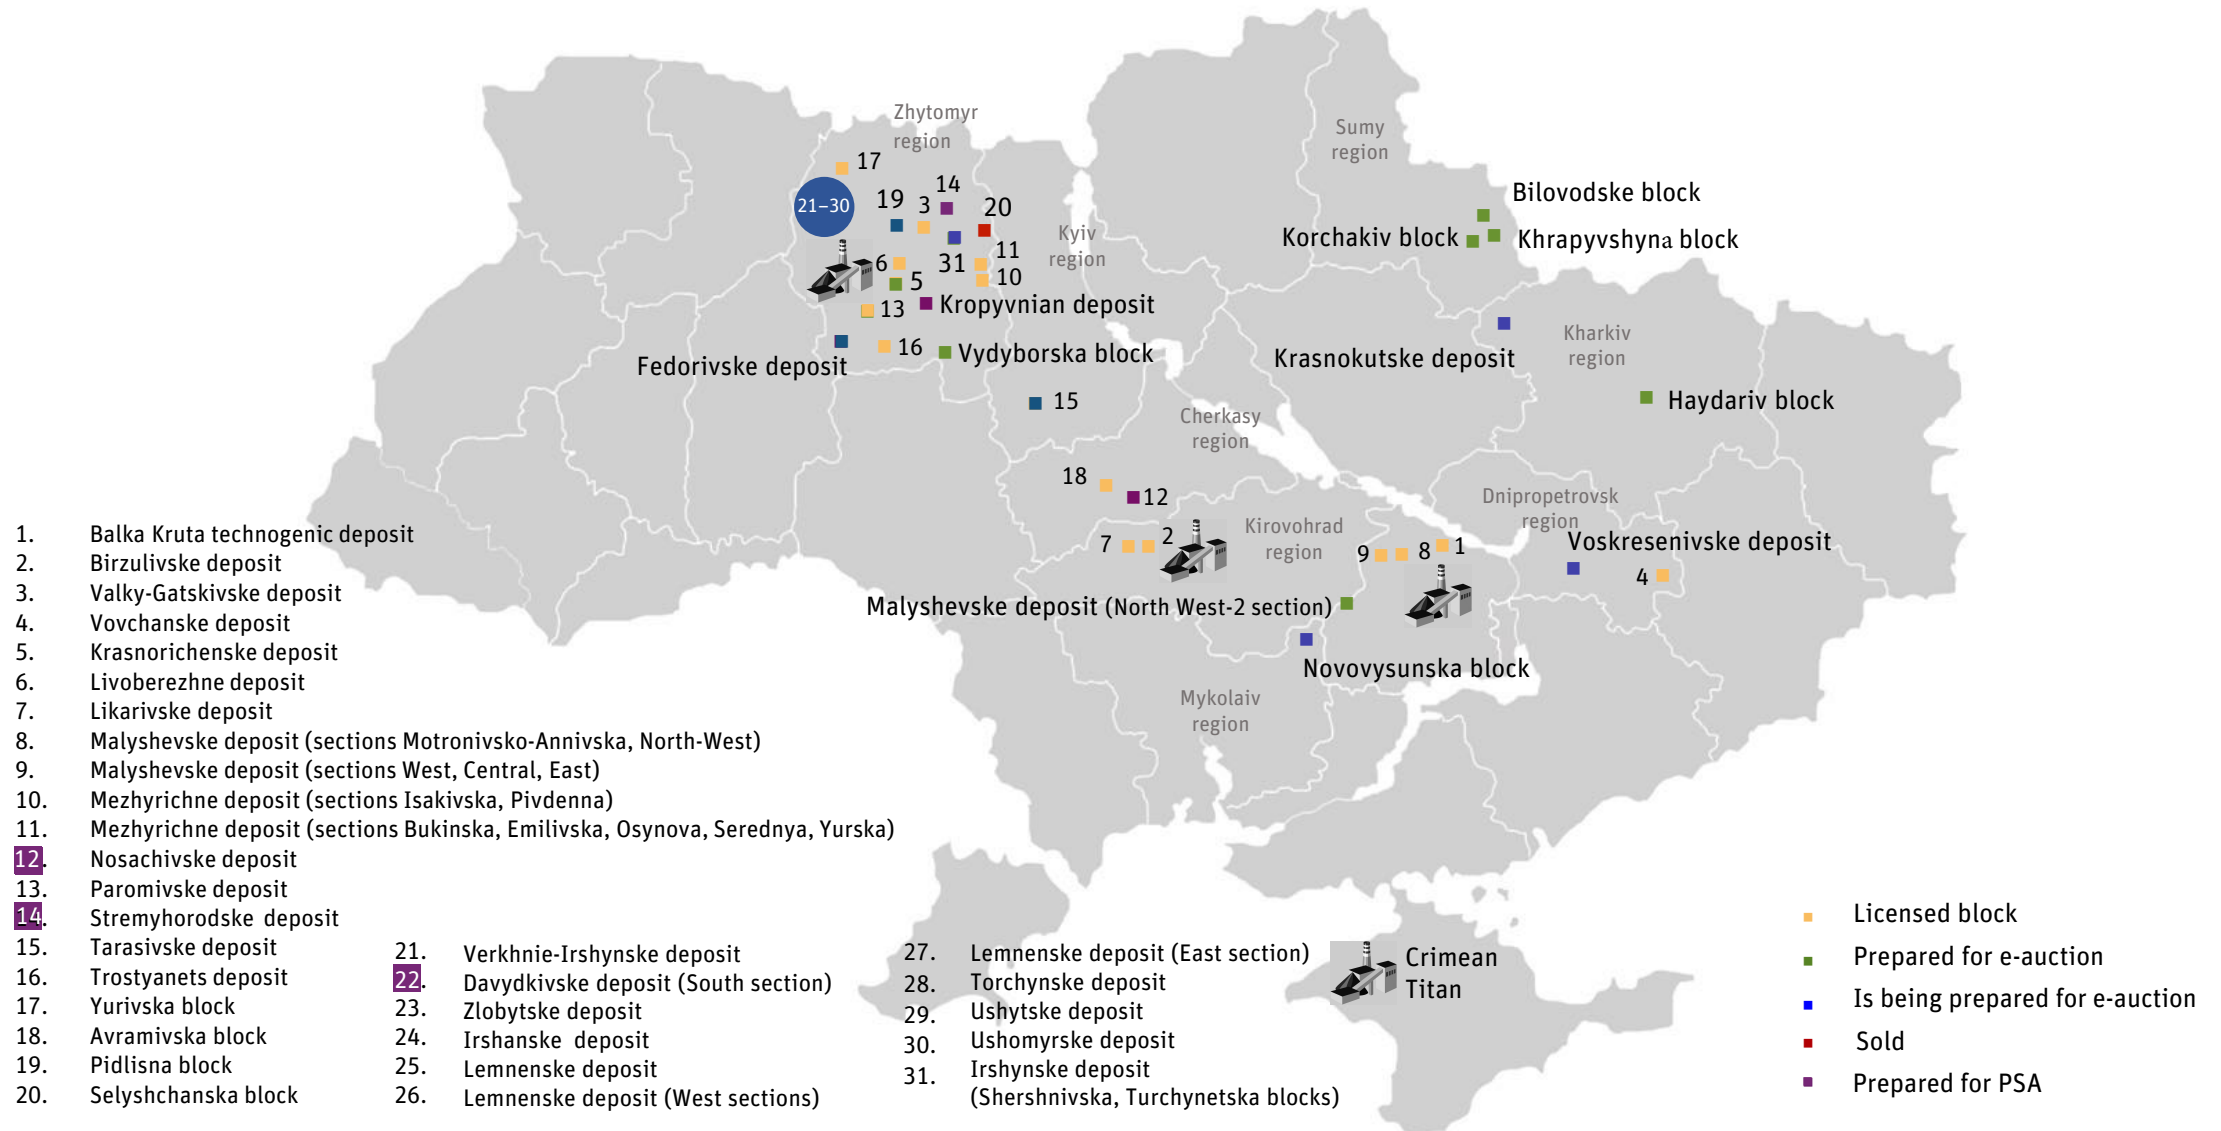 Zhytomyr
region
Sumy
region
17
14
Bilovodske block
21–30
19
3
20
Kyiv
region
Korchakiv block
Khrapyvshyna block
6
31
11
5
10
Kropyvnian deposit
13
Kharkiv
region
Fedorivske deposit
16
Vydyborska block
Krasnokutske deposit
15
Cherkasy
region
Haydariv block
18
12
Dnipropetrovsk
region
Kirovohrad
region
7
2
9
8
1
Voskresenivske deposit
4
Malyshevske deposit (North West-2 section)
Novovysunska block
Mykolaiv
region
1. Balka Kruta technogenic deposit
2. Birzulivske deposit
3. Valky-Gatskivske deposit
4. Vovchanske deposit
5. Krasnorichenske deposit
6. Livoberezhne deposit
7. Likarivske deposit
8. Malyshevske deposit (sections Motronivsko-Annivska, North-West)
9. Malyshevske deposit (sections West, Central, East)
10. Mezhyrichne deposit (sections Isakivska, Pivdenna)
11. Mezhyrichne deposit (sections Bukinska, Emilivska, Osynova, Serednya, Yurska)
12. Nosachivske deposit
13. Paromivske deposit
14. Stremyhorodske deposit
15. Tarasivske deposit
16. Trostyanets deposit
17. Yurivska block
18. Avramivska block
19. Pidlisna block
20. Selyshchanska block
21. Verkhnie-Irshynske deposit
22. Davydkivske deposit (South section)
23. Zlobytske deposit
24. Irshanske deposit
25. Lemnenske deposit
26. Lemnenske deposit (West sections)
27. Lemnenske deposit (East section)
28. Torchynske deposit
29. Ushytske deposit
30. Ushomyrske deposit
31. Irshynske deposit
(Shershnivska, Turchynetska blocks)
Crimean
Titan
Licensed block
Prepared for e-auction
Is being prepared for e-auction
Sold
Prepared for PSA